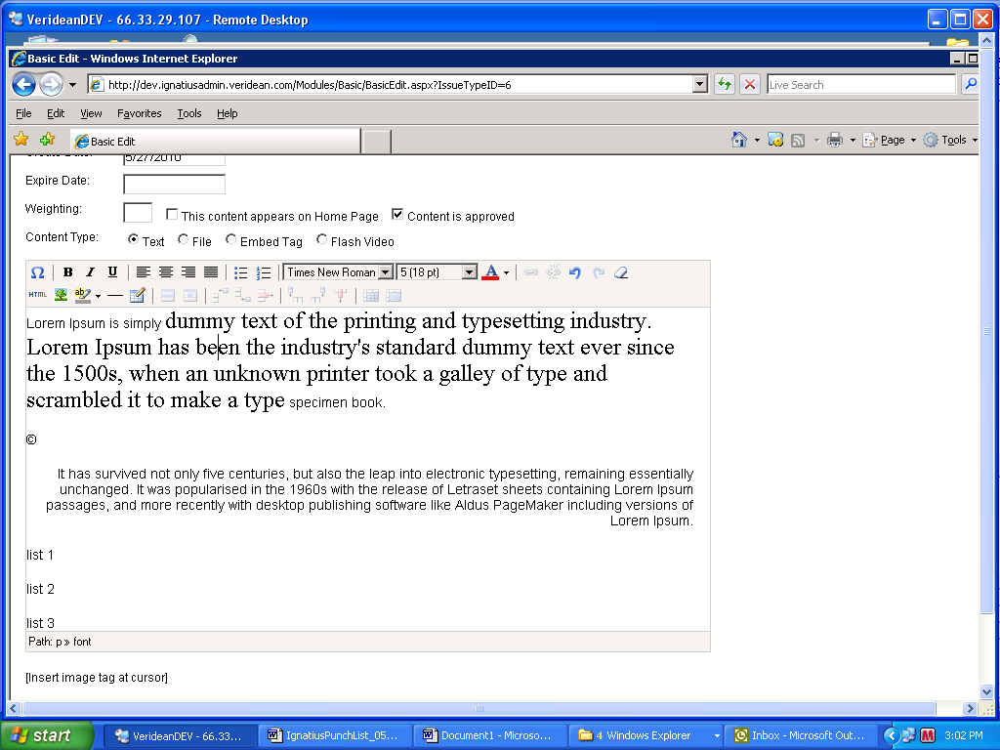 VerideanDEV - 66.33.29.107 - Remote Desktop
Basic Edit - Windows Internet Explorer
http://dev.ignatiusadmin.veridean.com/Modules/Basic/BasicEdit.aspx?IssueTypeID=6
Live Search
File Edit View Favorites Tools Help
Basic Edit
Page Tools
5/27/2010
Expire Date:
Weighting: This content appears on Home Page Content is approved
Content Type: Text File Embed Tag Flash Video
Ω B I U Times New Roman 5 (18 pt) A
HTML ab
Lorem Ipsum is simply dummy text of the printing and typesetting industry.
Lorem Ipsum has been the industry's standard dummy text ever since
the 1500s, when an unknown printer took a galley of type and
scrambled it to make a type specimen book.
©
It has survived not only five centuries, but also the leap into electronic typesetting, remaining essentially
unchanged. It was popularised in the 1960s with the release of Letraset sheets containing Lorem Ipsum
passages, and more recently with desktop publishing software like Aldus PageMaker including versions of
Lorem Ipsum.
list 1
list 2
list 3
Path: p » font
[Insert image tag at cursor]
start VerideanDEV - 66.33... IgnatiusPunchList_05... Document1 - Microso... 4 Windows Explorer Inbox - Microsoft Out... 3:02 PM